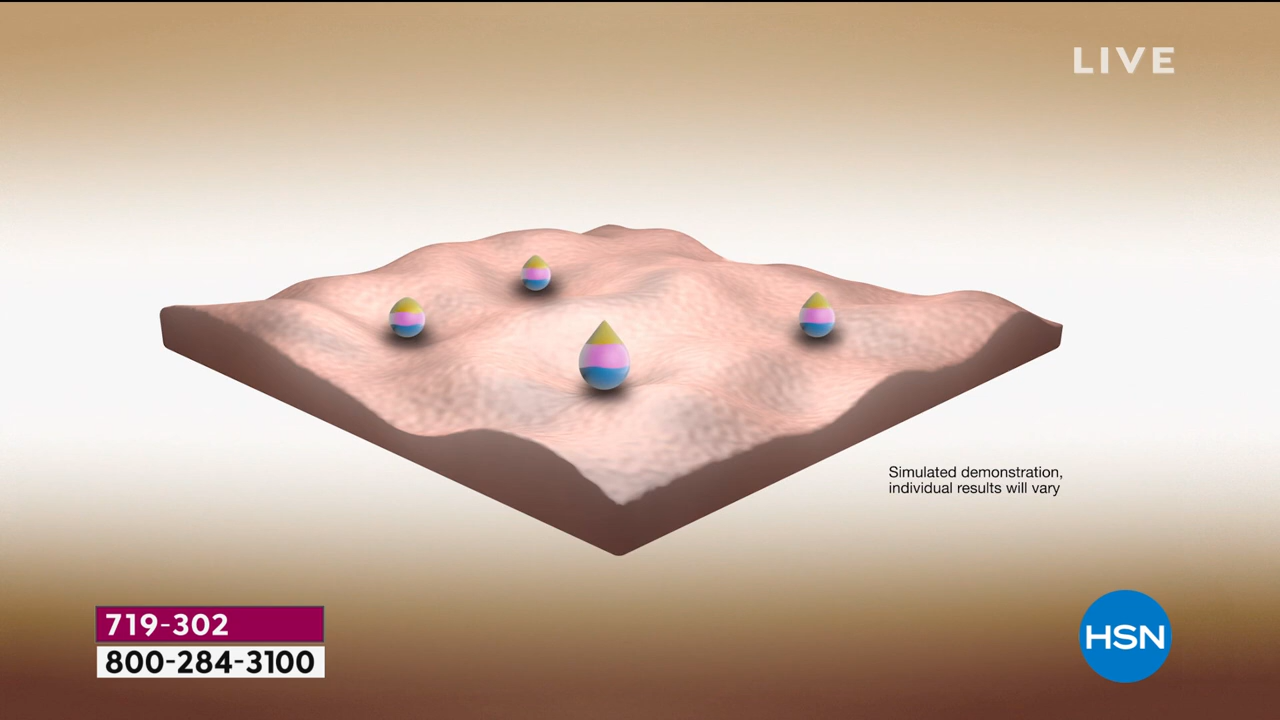 LIVE
Simulated demonstration,
individual results will vary
719-302
800-284-3100
HSN